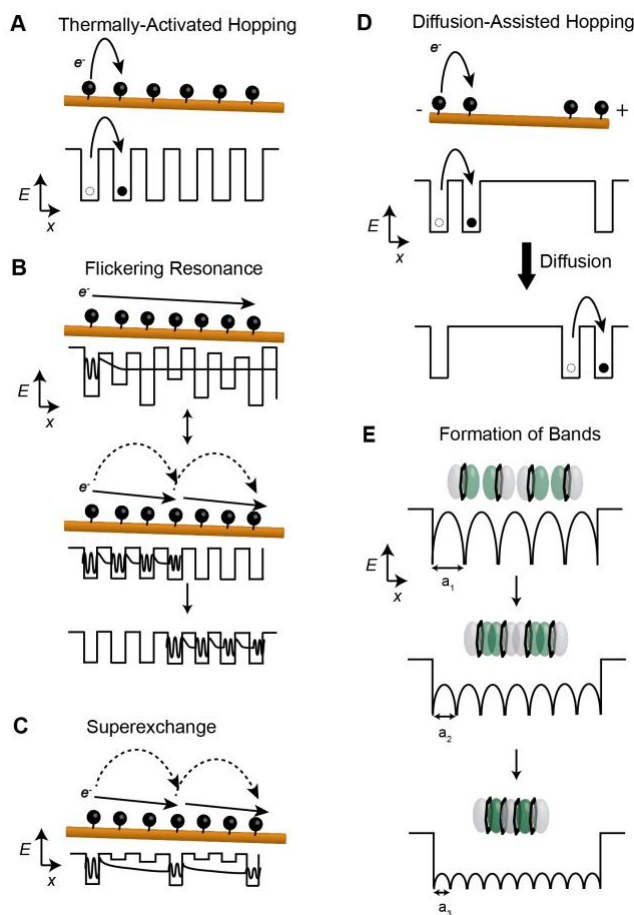 A
Thermally-Activated Hopping
e-
E
x
B
Flickering Resonance
e-
E
x
e-
C
Superexchange
e-
E
x
D
Diffusion-Assisted Hopping
e-
- +
E
x
Diffusion
E
Formation of Bands
E
x
a1
a2
a3